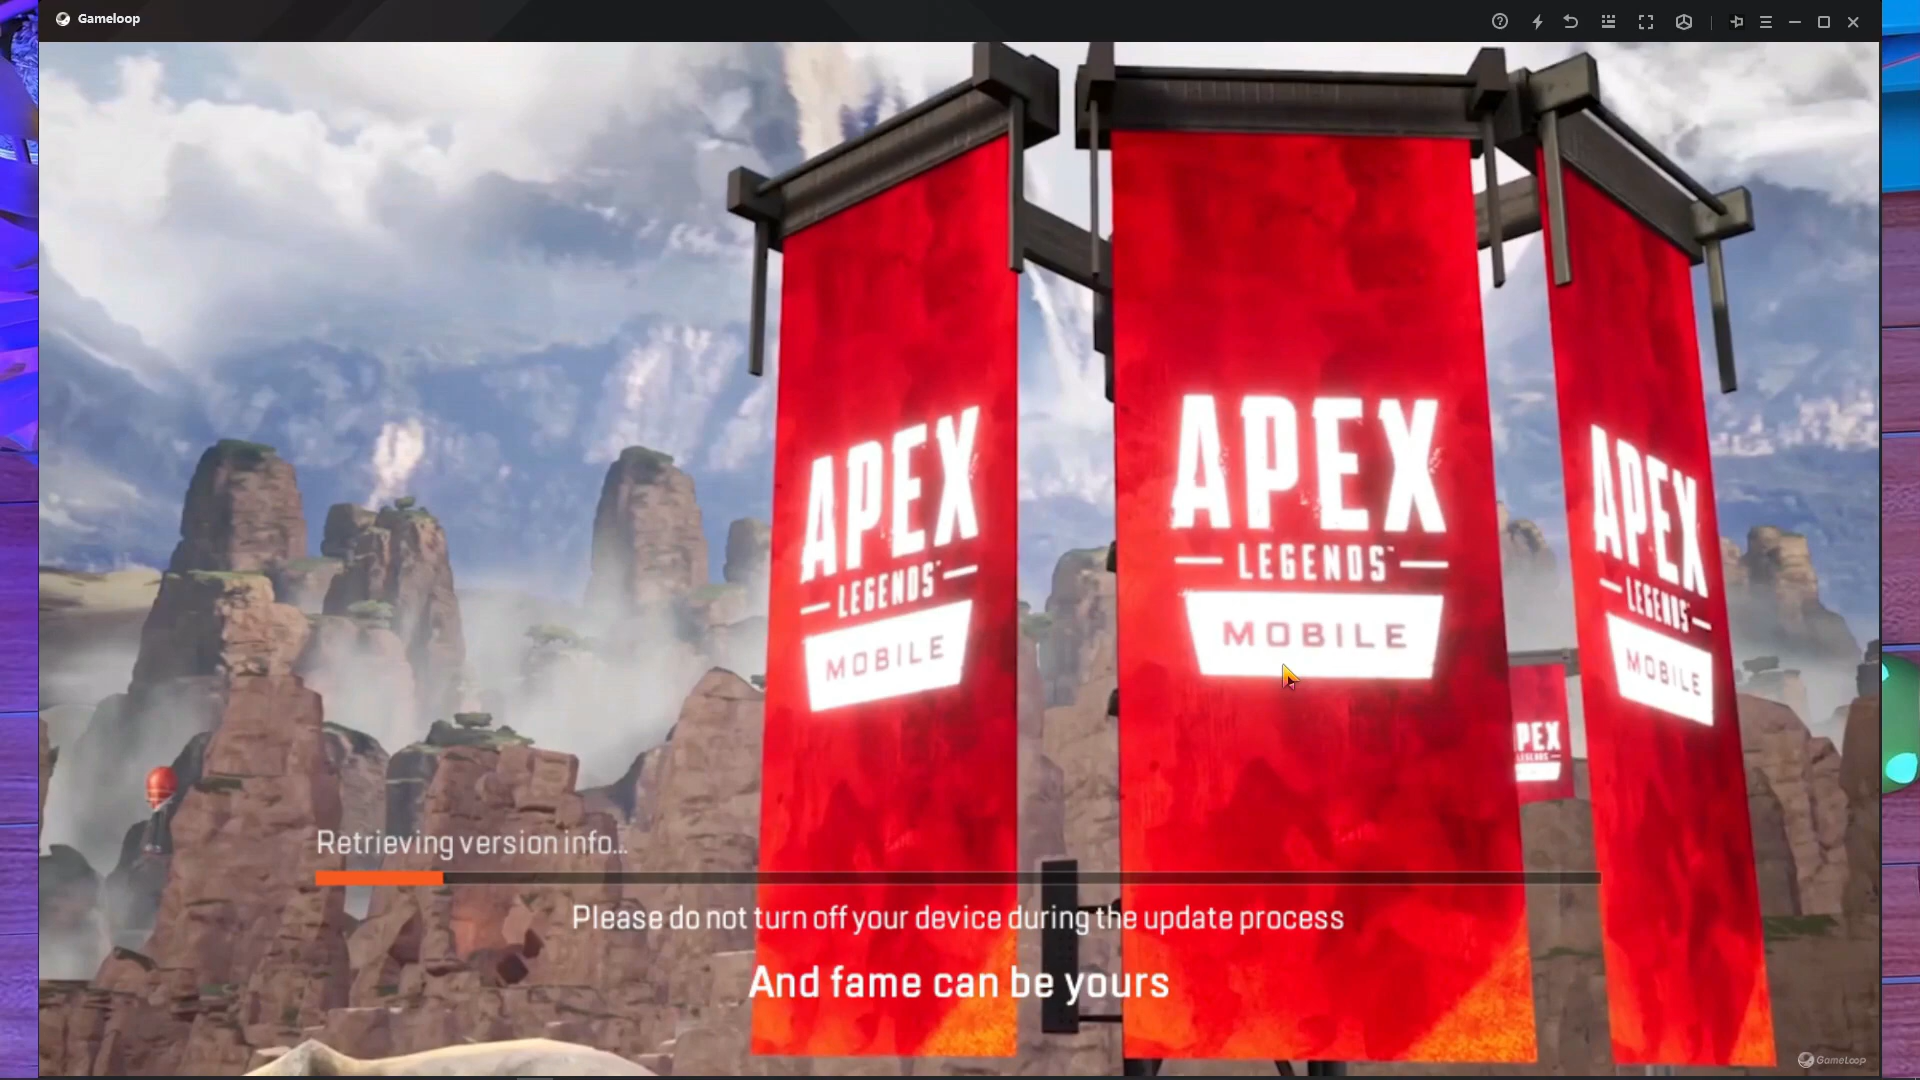 Gameloop
APEX
LEGENDS
MOBILE
APEX
LEGENDS™
MOBILE
APEX
LEGENDS
MOBILE
PEX
LEGENDS
Retrieving version info...
Please do not turn off your device during the update process
And fame can be yours
GameLoop